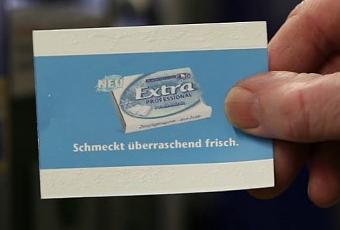 NEU
Extra
PROFESSIONAL
Schmeckt überraschend frisch.